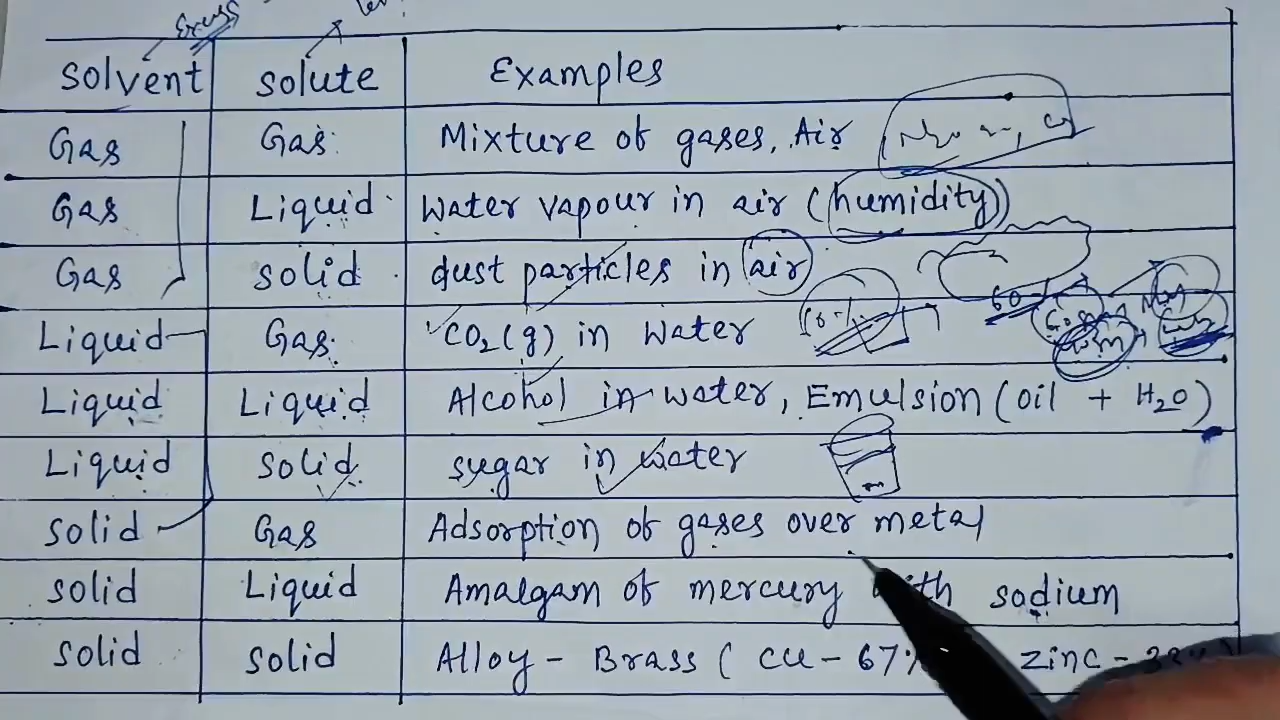 Excess
Solvent Solute Examples
Gas Gas Mixture of gases, Air
Gas Liquid Water vapour in air (humidity)
Gas Solid dust particles in air
Liquid Gas CO2(g) in Water
Liquid Liquid Alcohol in water, Emulsion (oil + H2O)
Liquid Solid sugar in water
Solid Gas Adsorption of gases over metal
Solid Liquid Amalgam of mercury with sodium
Solid Solid Alloy - Brass ( Cu - 67% Zinc -